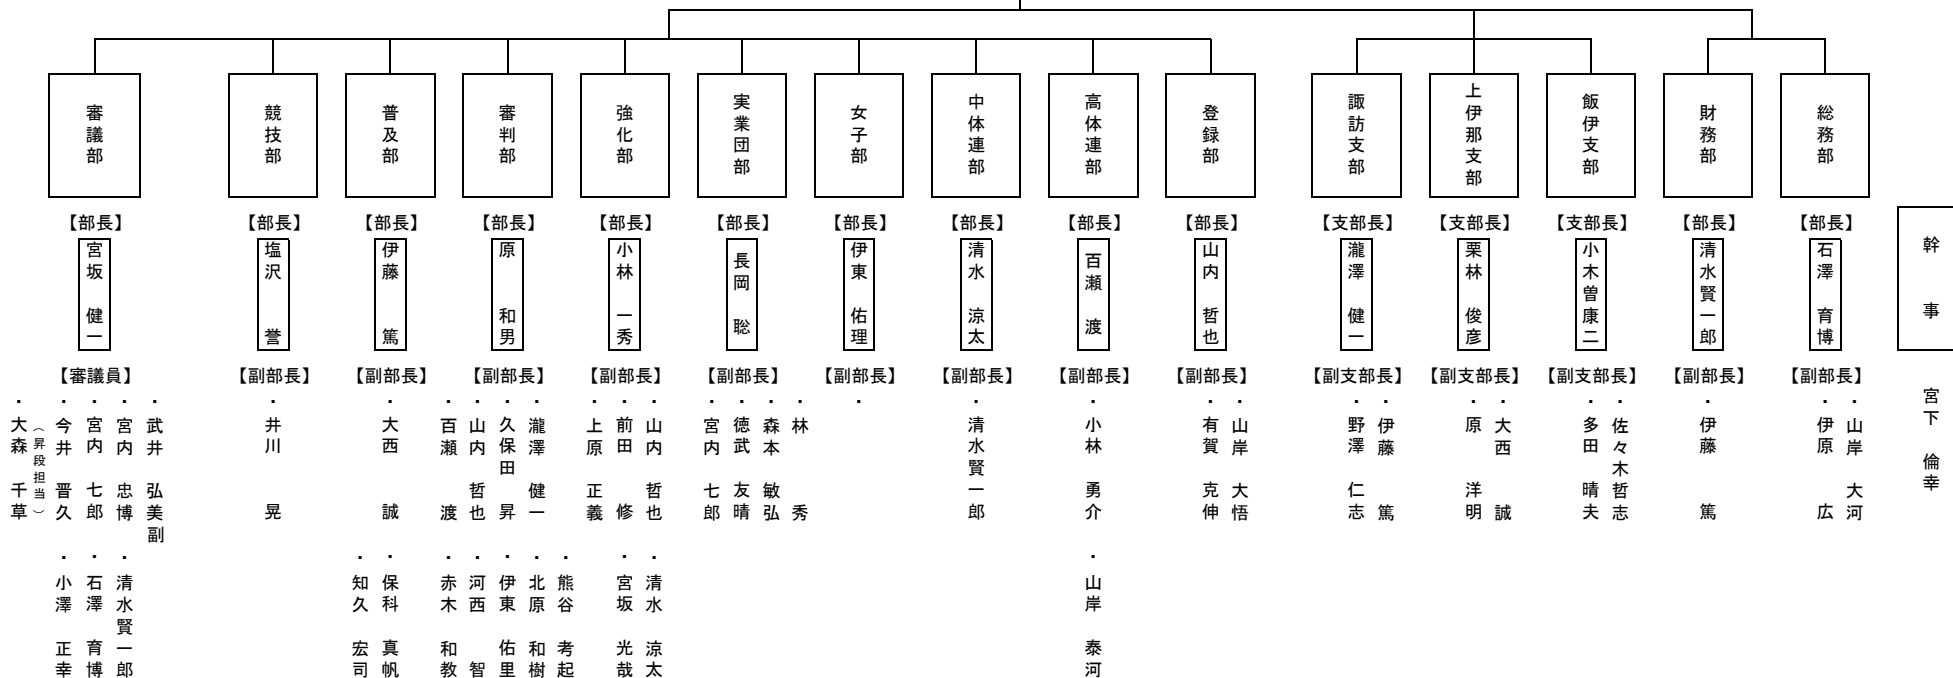 幹事
宮下 倫幸
総務部
【部長】
石澤 育博
【副部長】
・山岸 大河
・伊原 広
財務部
【部長】
清水賢一郎
【副部長】
・伊藤 篤
飯伊支部
【支部長】
小木曽康二
【副支部長】
・佐々木哲志
・多田 晴夫
上伊那支部
【支部長】
栗林 俊彦
【副支部長】
・大西 誠
・原 洋明
諏訪支部
【支部長】
瀧澤 健一
【副支部長】
・伊藤 篤
・野澤 仁志
登録部
【部長】
山内 哲也
【副部長】
・山岸 大悟
・有賀 克伸
高体連部
【部長】
百瀬 渡
【副部長】
・小林 勇介
・山岸 泰河
中体連部
【部長】
清水 涼太
【副部長】
・清水賢一郎
女子部
【部長】
伊東 佑理
【副部長】
・
実業団部
【部長】
長岡 聡
【副部長】
・林 秀
・森本 敏弘
・徳武 友晴
・宮内 七郎
強化部
【部長】
小林 一秀
【副部長】
・山内 哲也
・前田 修
・上原 正義
・清水 涼太
・宮坂 光哉
審判部
【部長】
原 和男
【副部長】
・瀧澤 健一
・久保田 昇
・山内 哲也
・百瀬 渡
・熊谷 考起
・北原 和樹
・伊東 佑里
・河西 智
・赤木 和教
普及部
【部長】
伊藤 篤
【副部長】
・大西 誠
・保科 真帆
・知久 宏司
競技部
【部長】
塩沢 誉
【副部長】
・井川 晃
審議部
【部長】
宮坂 健一
【審議員】
・武井 弘美副
・宮内 忠博
・宮内 七郎
・今井 晋久
（昇段担当）
・大森 千草
・清水賢一郎
・石澤 育博
・小澤 正幸